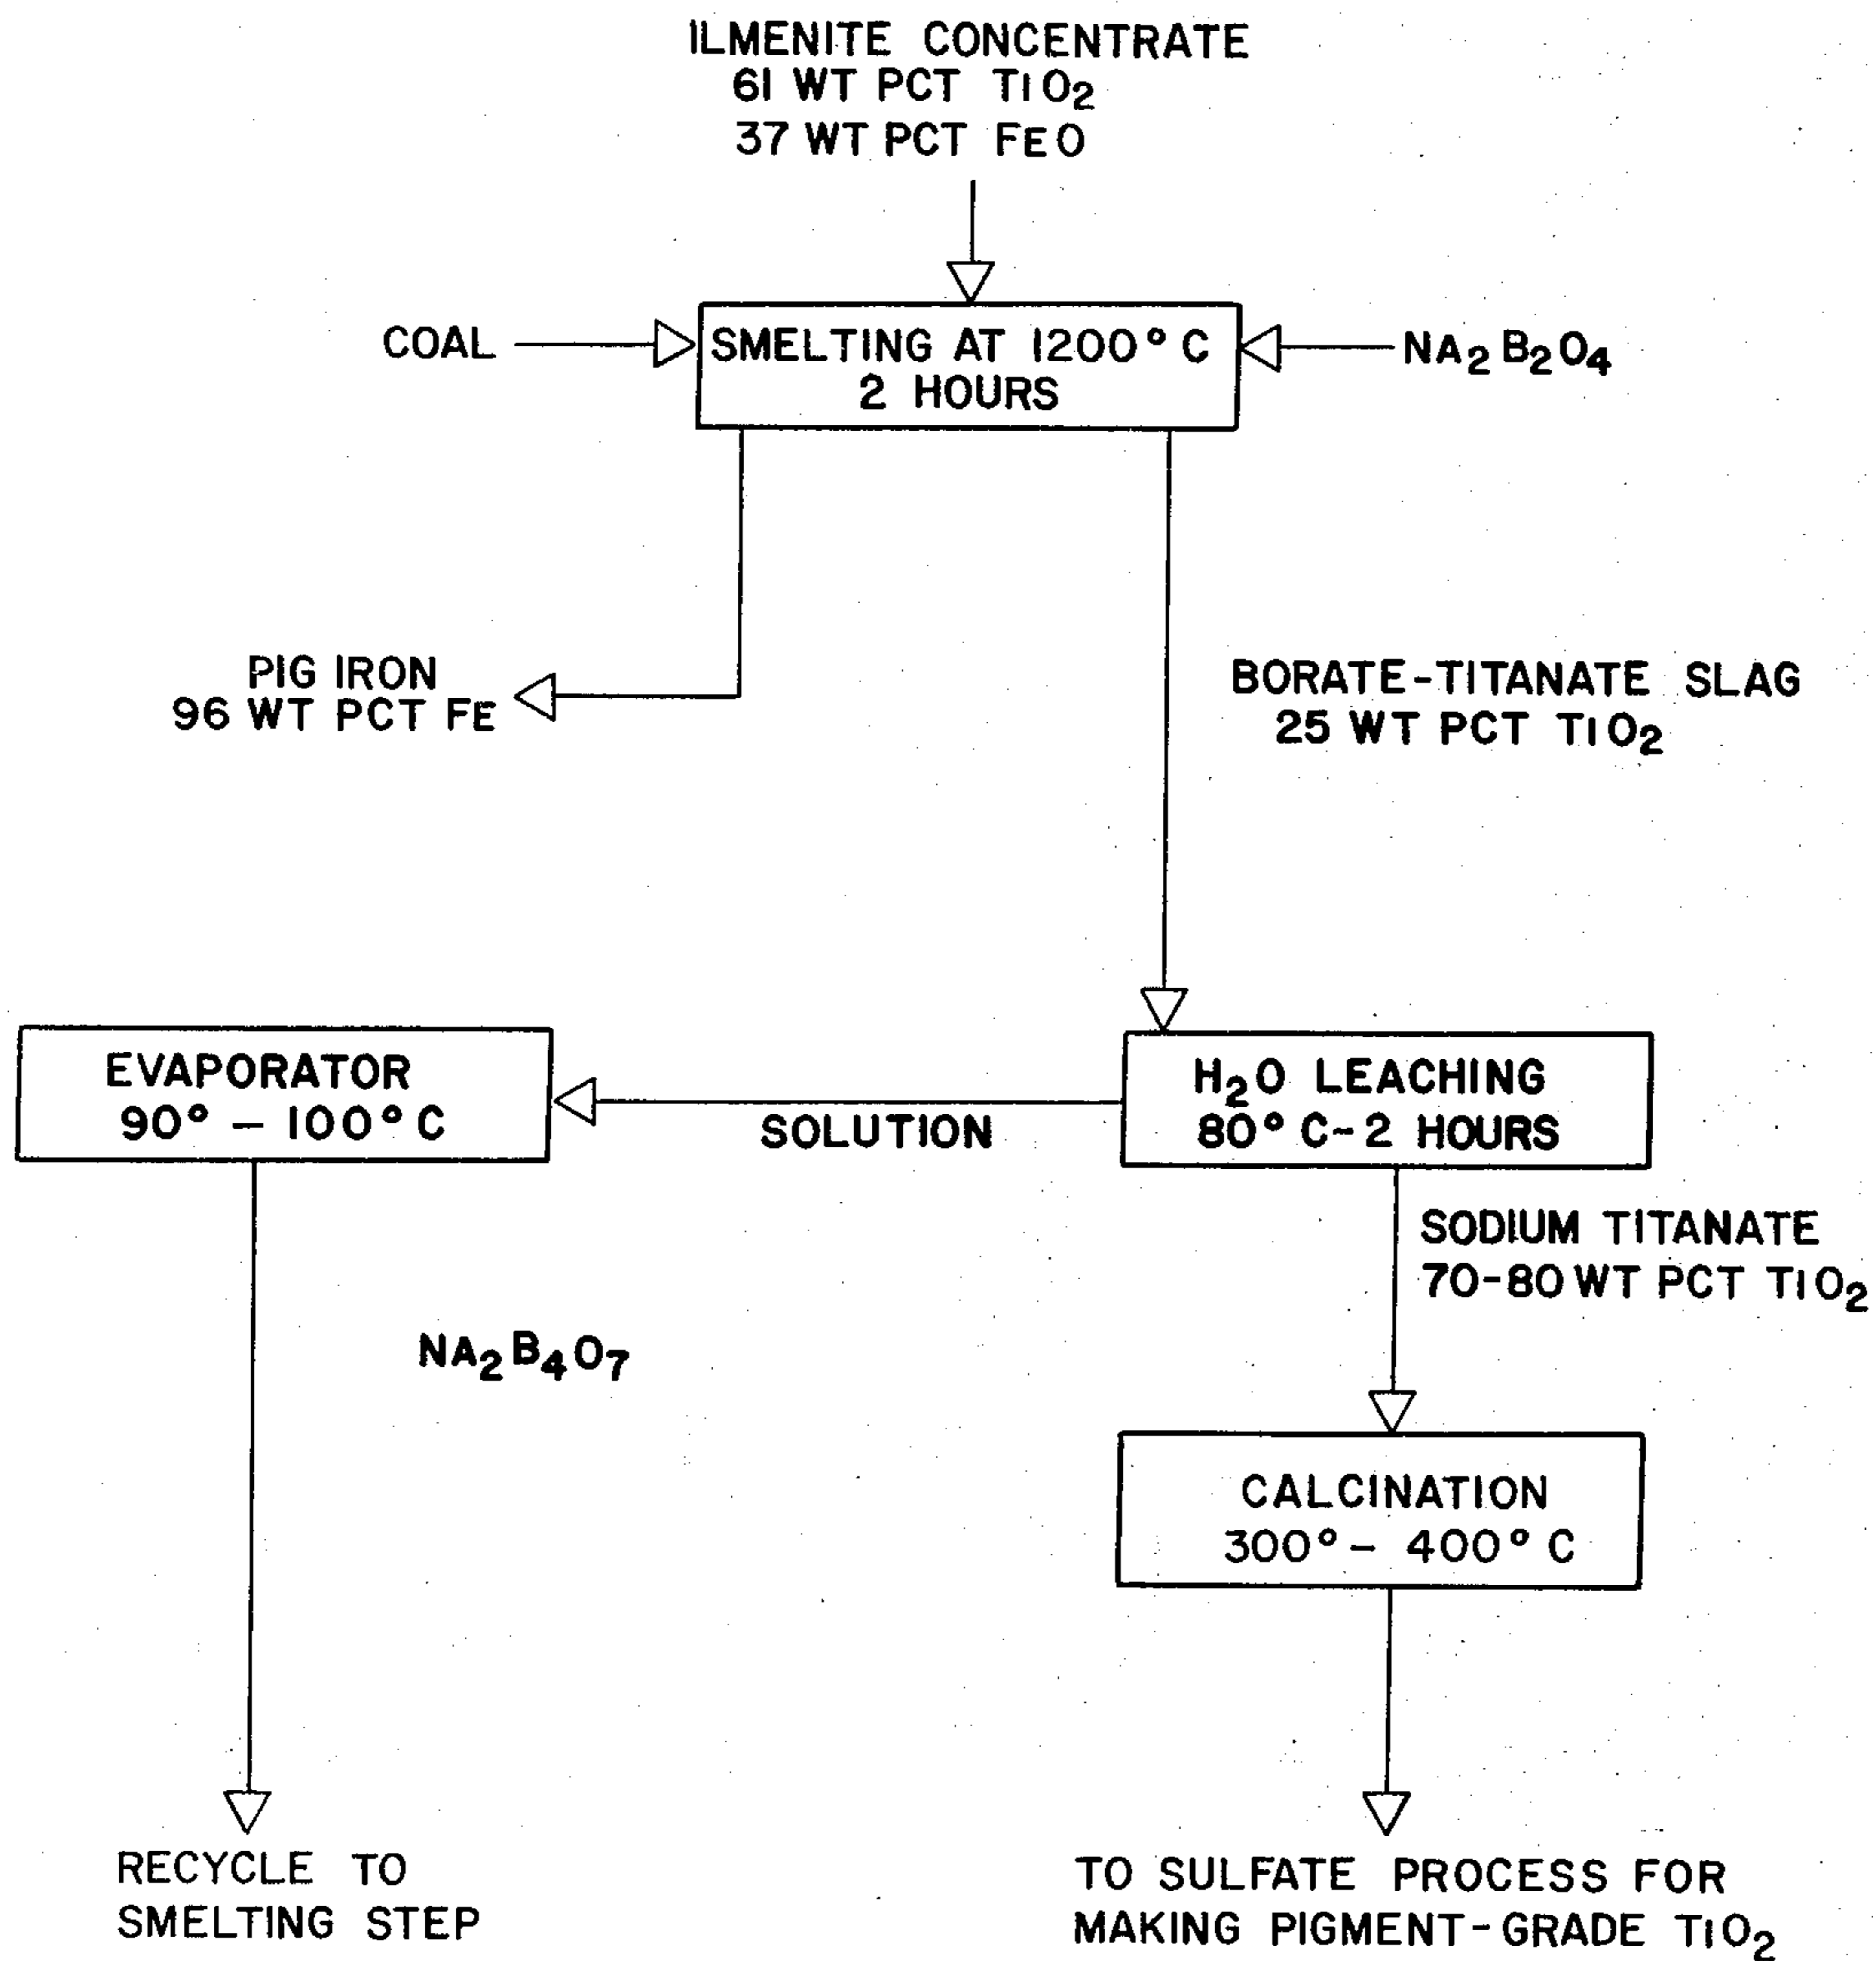 ILMENITE CONCENTRATE
61 WT PCT TiO₂
37 WT PCT FEO
COAL
SMELTING AT 1200° C
2 HOURS
NA₂B₂O₄
PIG IRON
96 WT PCT FE
BORATE-TITANATE SLAG
25 WT PCT TiO₂
EVAPORATOR
90° – 100° C
SOLUTION
H₂O LEACHING
80° C-2 HOURS
SODIUM TITANATE
70-80 WT PCT TiO₂
NA₂B₄O₇
CALCINATION
300° – 400° C
RECYCLE TO
SMELTING STEP
TO SULFATE PROCESS FOR
MAKING PIGMENT-GRADE TiO₂